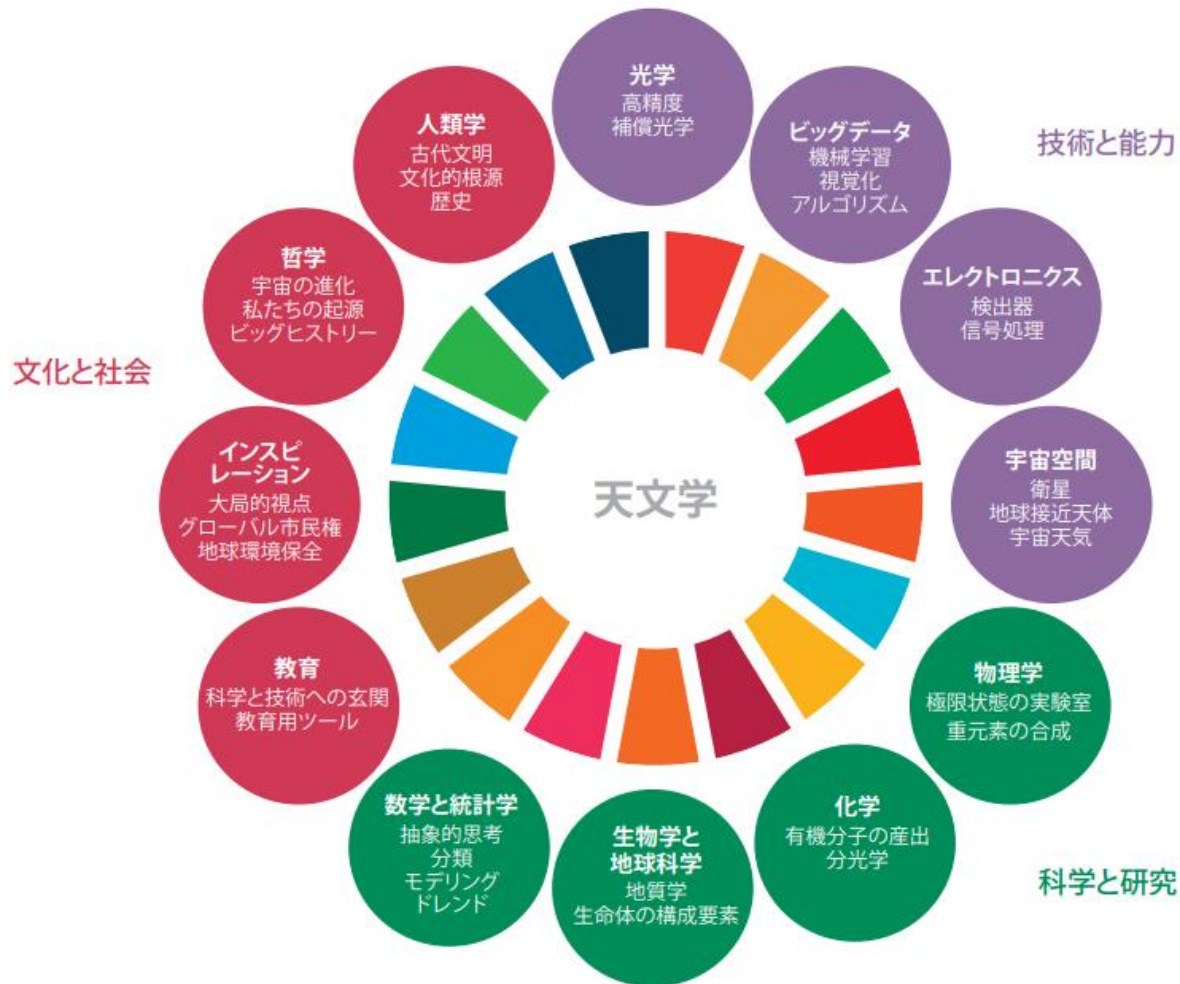 光学
高精度
補償光学
ビッグデータ
機械学習
視覚化
アルゴリズム
技術と能力
エレクトロニクス
検出器
信号処理
宇宙空間
衛星
地球接近天体
宇宙天気
物理学
極限状態の実験室
重元素の合成
化学
有機分子の産出
分光学
科学と研究
生物学と
地球科学
地質学
生命体の構成要素
数学と統計学
抽象的思考
分類
モデリング
ドレンド
教育
科学と技術への玄関
教育用ツール
インスピ
レーション
大局的視点
グローバル市民権
地球環境保全
文化と社会
哲学
宇宙の進化
私たちの起源
ビッグヒストリー
人類学
古代文明
文化的根源
歴史
天文学